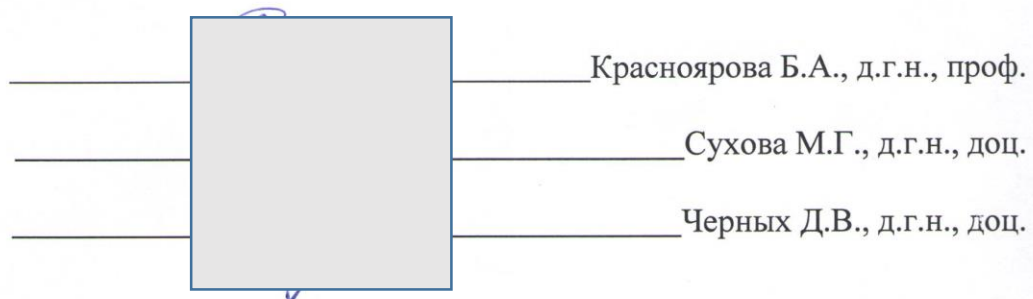 Красноярова Б.А., д.г.н., проф.
Сухова М.Г., д.г.н., доц.
Черных Д.В., д.г.н., доц.